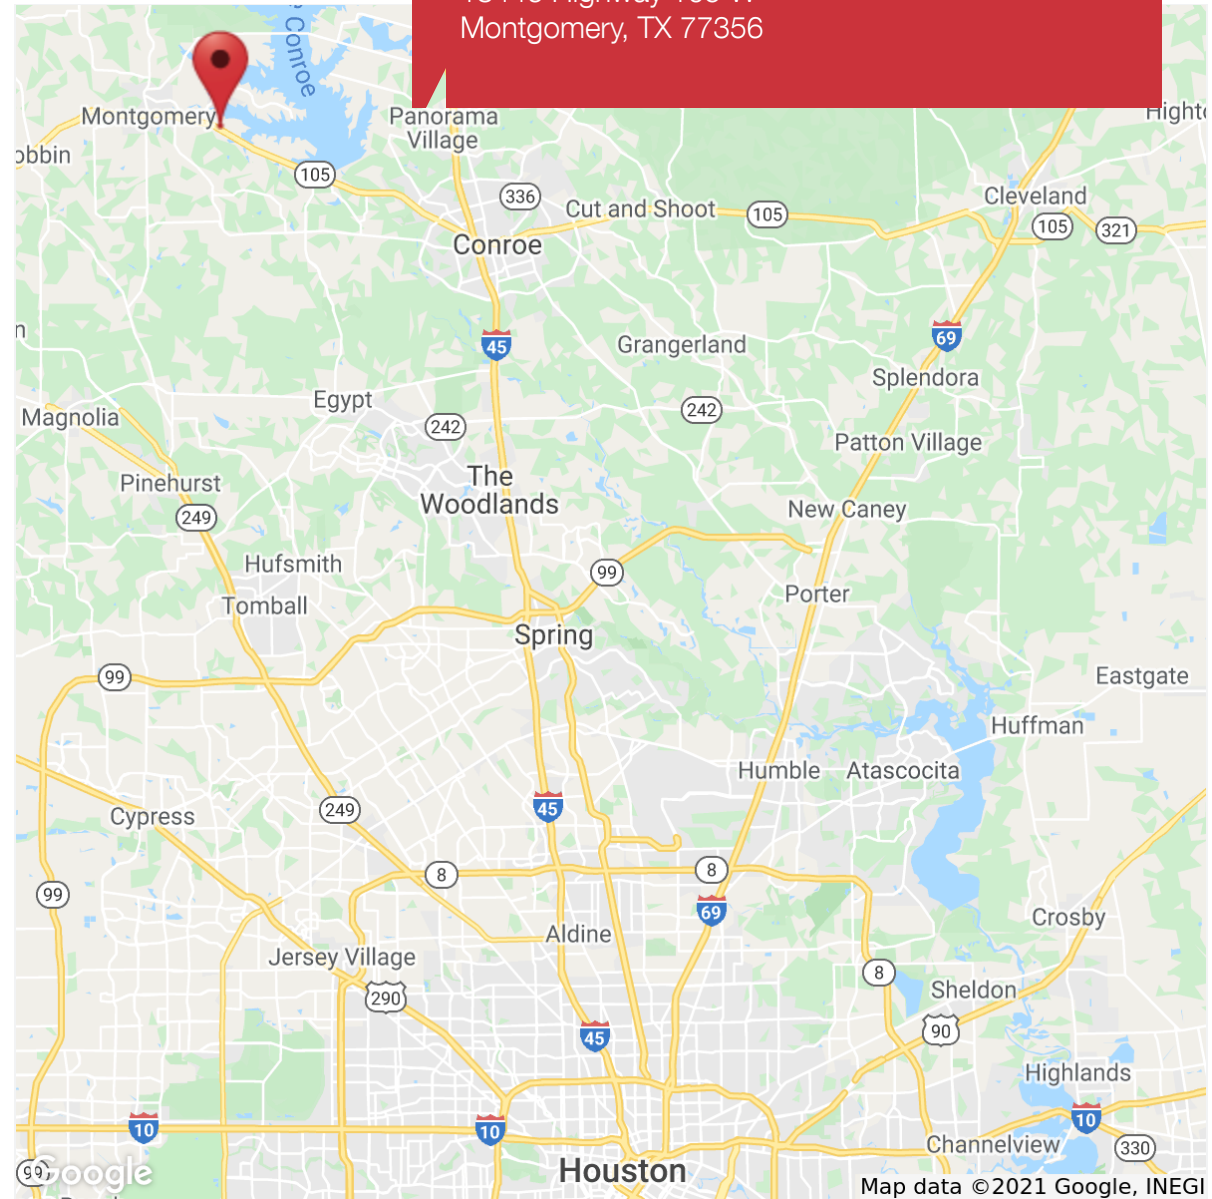 Montgomery, TX 77356
Conroe
Montgomery
Panorama
Village
obbin
105
336
Cut and Shoot
105
Cleveland
105
321
Conroe
n
45
Grangerland
69
Splendora
Egypt
Magnolia
242
242
Patton Village
Pinehurst
The
Woodlands
249
New Caney
Hufsmith
99
Tomball
Porter
Spring
99
Eastgate
Huffman
Humble
Atascocita
45
249
Cypress
8
8
99
69
Crosby
Aldine
Jersey Village
8
290
Sheldon
90
45
Highlands
10
10
10
Channelview
330
99
Google
Houston
Map data ©2021 Google, INEGI